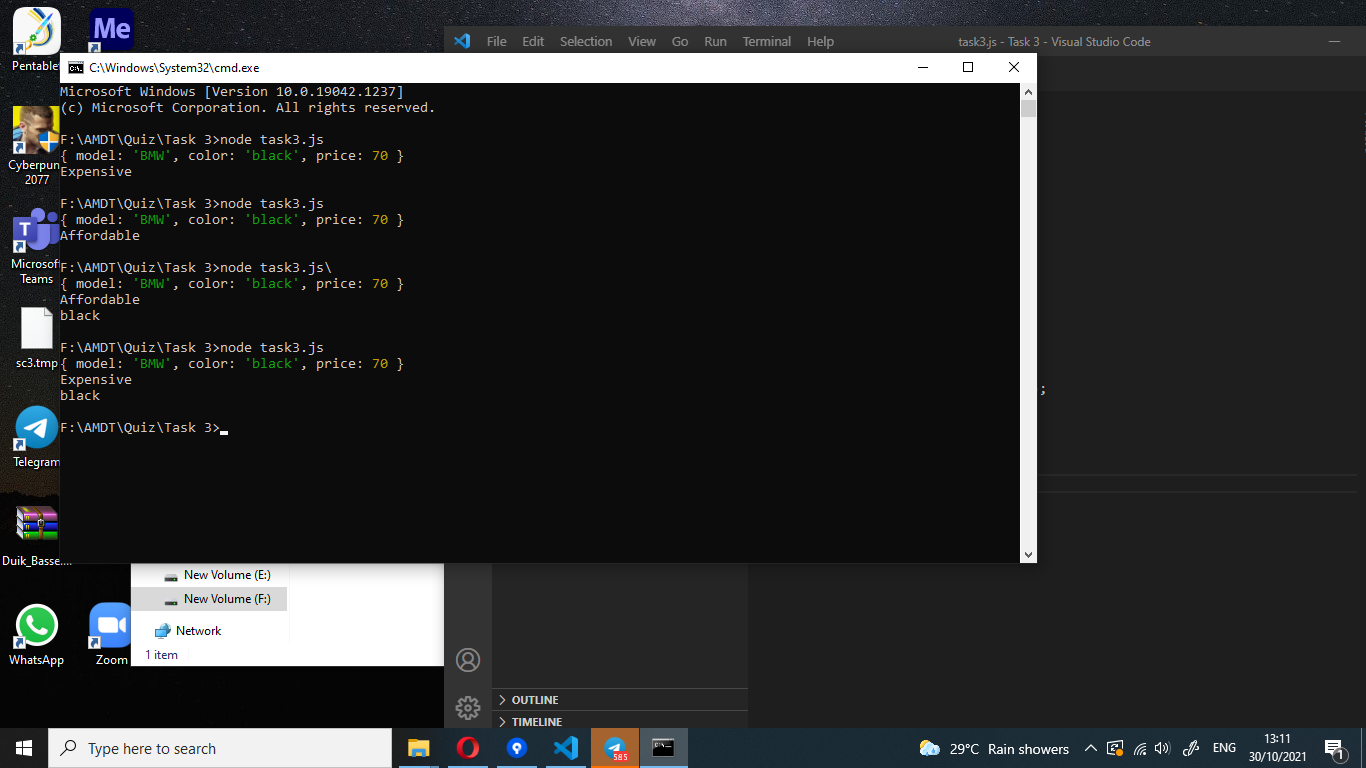 Me
Pentablet
File Edit Selection View Go Run Terminal Help
task3.js - Task 3 - Visual Studio Code
C:\Windows\System32\cmd.exe
Microsoft Windows [Version 10.0.19042.1237]
(c) Microsoft Corporation. All rights reserved.
F:\AMDT\Quiz\Task 3>node task3.js
{ model: 'BMW', color: 'black', price: 70 }
Expensive
F:\AMDT\Quiz\Task 3>node task3.js
{ model: 'BMW', color: 'black', price: 70 }
Affordable
F:\AMDT\Quiz\Task 3>node task3.js\
{ model: 'BMW', color: 'black', price: 70 }
Affordable
black
F:\AMDT\Quiz\Task 3>node task3.js
{ model: 'BMW', color: 'black', price: 70 }
Expensive
black
F:\AMDT\Quiz\Task 3>
;
Cyberpun
2077
T
Microsof
Teams
sc3.tmp
Telegram
Duik_Basse....
WhatsApp
Zoom
New Volume (E:)
New Volume (F:)
Network
1 item
OUTLINE
TIMELINE
Type here to search
585
29°C Rain showers
ENG
13:11
30/10/2021
1